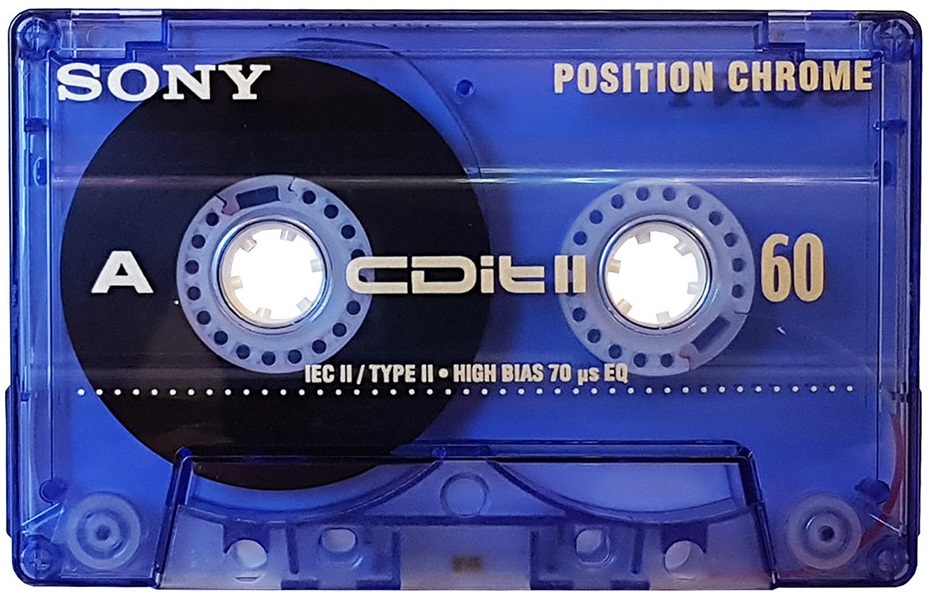 SONY
POSITION CHROME
A
CDit II
60
IEC II / TYPE II • HIGH BIAS 70 µs EQ